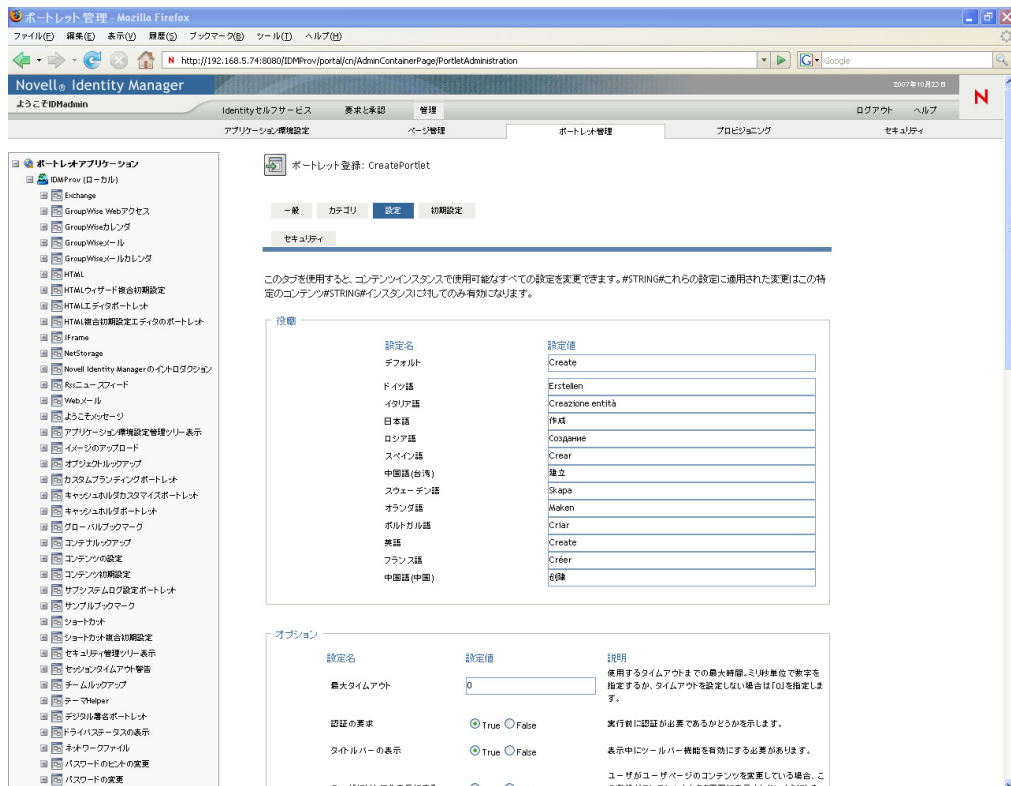 ポートレット管理 - Mozilla Firefox
ファイル(F) 編集(E) 表示(V) 履歴(S) ブックマーク(B) ツール(T) ヘルプ(H)
http://192.168.5.74:8080/IDMProv/portal/cn/AdminContainerPage/PortletAdministration
Google
Novell® Identity Manager
2007年10月23日
ようこそIDMadmin
Identityセルフサービス 要求と承認 管理
ログアウト ヘルプ
N
アプリケーション環境設定 ページ管理 ポートレット管理 プロビジョニング セキュリティ
ポートレットアプリケーション
IDMProv (ローカル)
Exchange
GroupWise Webアクセス
GroupWiseカレンダ
GroupWiseメール
GroupWiseメールカレンダ
HTML
HTMLウィザード複合初期設定
HTMLエディタポートレット
HTML複合初期設定エディタのポートレット
IFrame
NetStorage
Novell Identity Managerのイントロダクション
Rssニュースフィード
Webメール
ようこそメッセージ
アプリケーション環境設定管理ツリー表示
イメージのアップロード
オブジェクトルックアップ
カスタムブランディングポートレット
キャッシュホルダカスタマイズポートレット
キャッシュホルダポートレット
グローバルブックマーク
コンテナルックアップ
コンテンツの設定
コンテンツ初期設定
サブシステムログ設定ポートレット
サンプルブックマーク
ショートカット
ショートカット複合初期設定
セキュリティ管理ツリー表示
セッションタイムアウト警告
チームルックアップ
テーマHelper
デジタル署名ポートレット
ドライバステータスの表示
ネットワークファイル
パスワードのヒントの変更
パスワードの変更
ポートレット登録: CreatePortlet
一般 カテゴリ 設定 初期設定
セキュリティ
このタブを使用すると、コンテンツインスタンスで使用可能なすべての設定を変更できます。#STRING#これらの設定に適用された変更はこの特
定のコンテンツ#STRING#インスタンスに対してのみ有効になります。
役職
設定名 設定値
デフォルト Create
ドイツ語 Erstellen
イタリア語 Creazione entità
日本語 作成
ロシア語 Создание
スペイン語 Crear
中国語(台湾) 建立
スウェーデン語 Skapa
オランダ語 Maken
ポルトガル語 Criar
英語 Create
フランス語 Créer
中国語(中国) 创建
オプション
設定名 設定値 説明
最大タイムアウト 0 使用するタイムアウトまでの最大時間。ミリ秒単位で数字を
指定するか、タイムアウトを設定しない場合は「0」を指定しま
す。
認証の要求 True False 実行前に認証が必要であるかどうかを示します。
タイトルバーの表示 True False 表示中にツールバー機能を有効にする必要があります。
ユーザがユーザページのコンテンツを変更している場合、こ